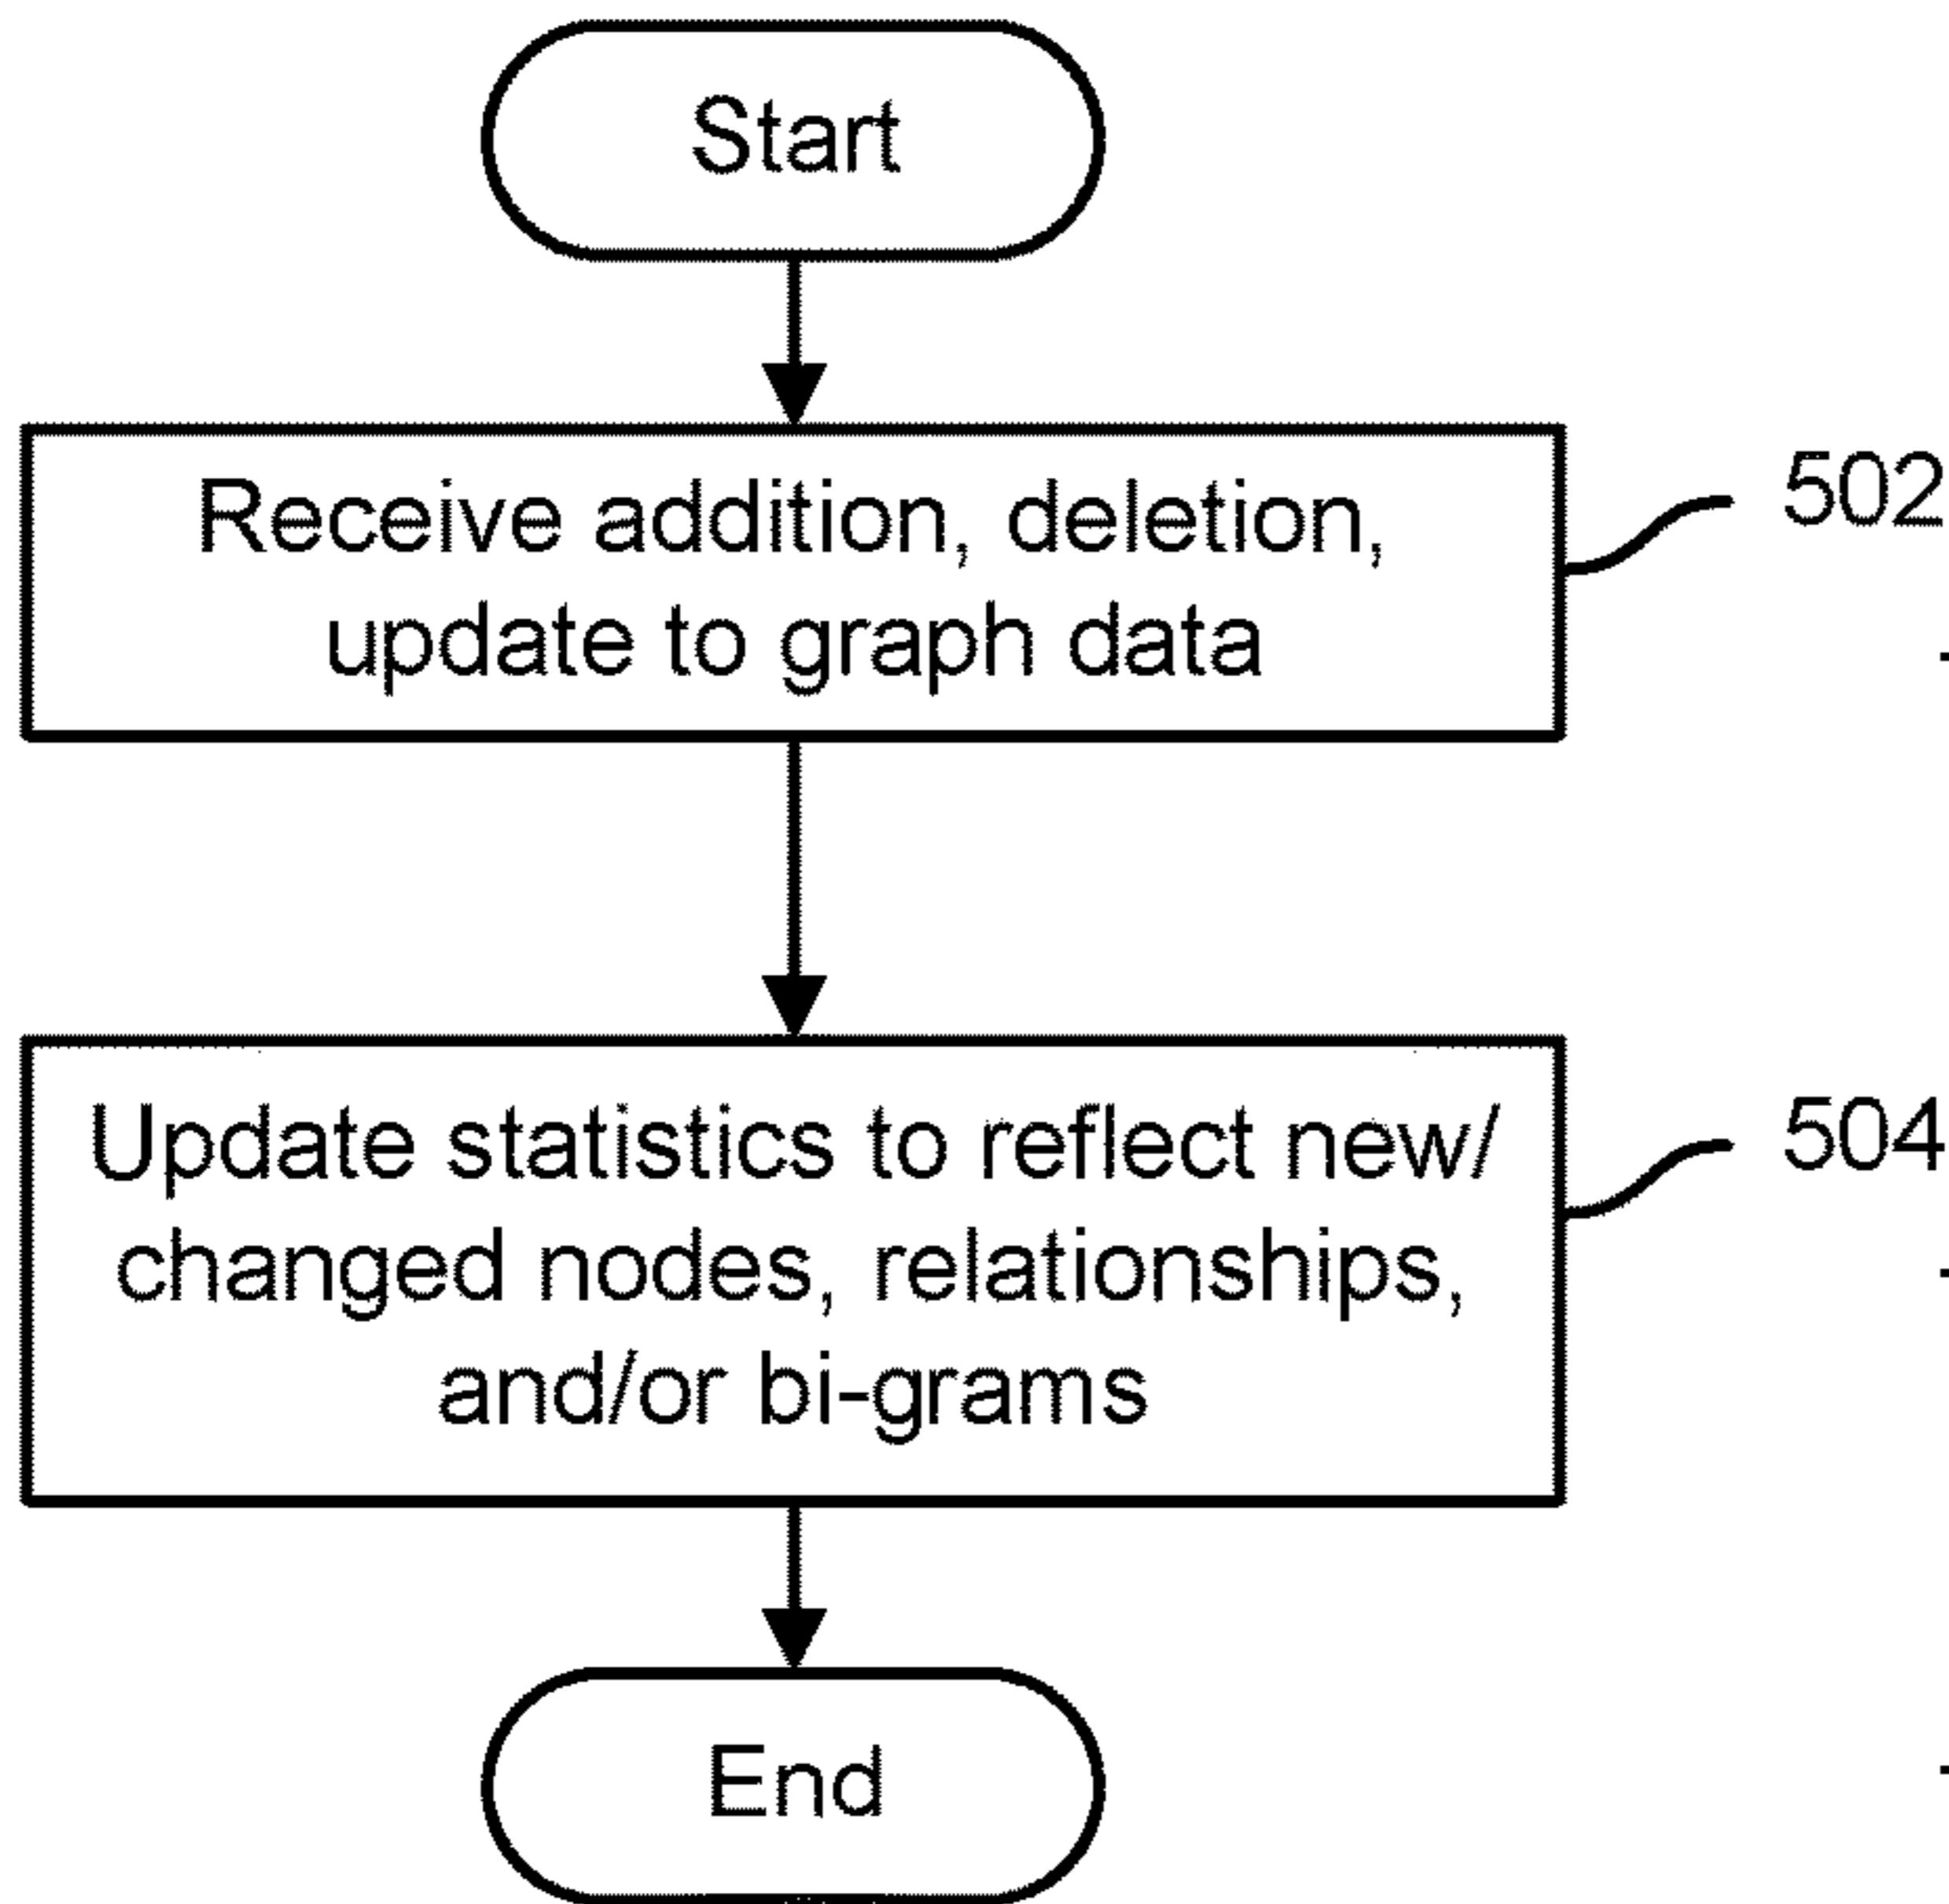 Start
Receive addition, deletion,
update to graph data
502
Update statistics to reflect new/
changed nodes, relationships,
and/or bi-grams
504
End